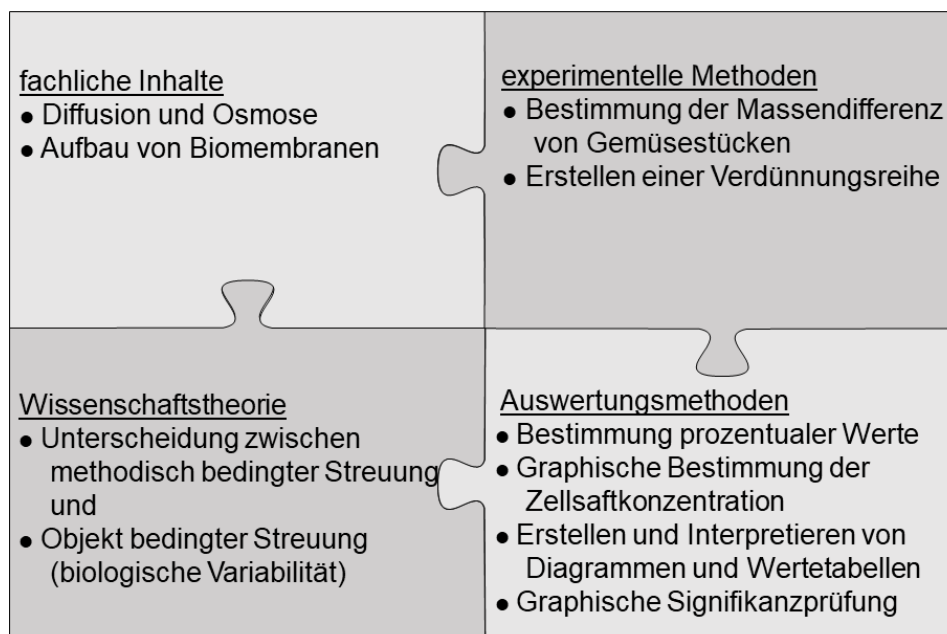 fachliche Inhalte
● Diffusion und Osmose
● Aufbau von Biomembranen
experimentelle Methoden
● Bestimmung der Massendifferenz
von Gemüsestücken
● Erstellen einer Verdünnungsreihe
Wissenschaftstheorie
● Unterscheidung zwischen
methodisch bedingter Streuung
und
● Objekt bedingter Streuung
(biologische Variabilität)
Auswertungsmethoden
● Bestimmung prozentualer Werte
● Graphische Bestimmung der
Zellsaftkonzentration
● Erstellen und Interpretieren von
Diagrammen und Wertetabellen
● Graphische Signifikanzprüfung